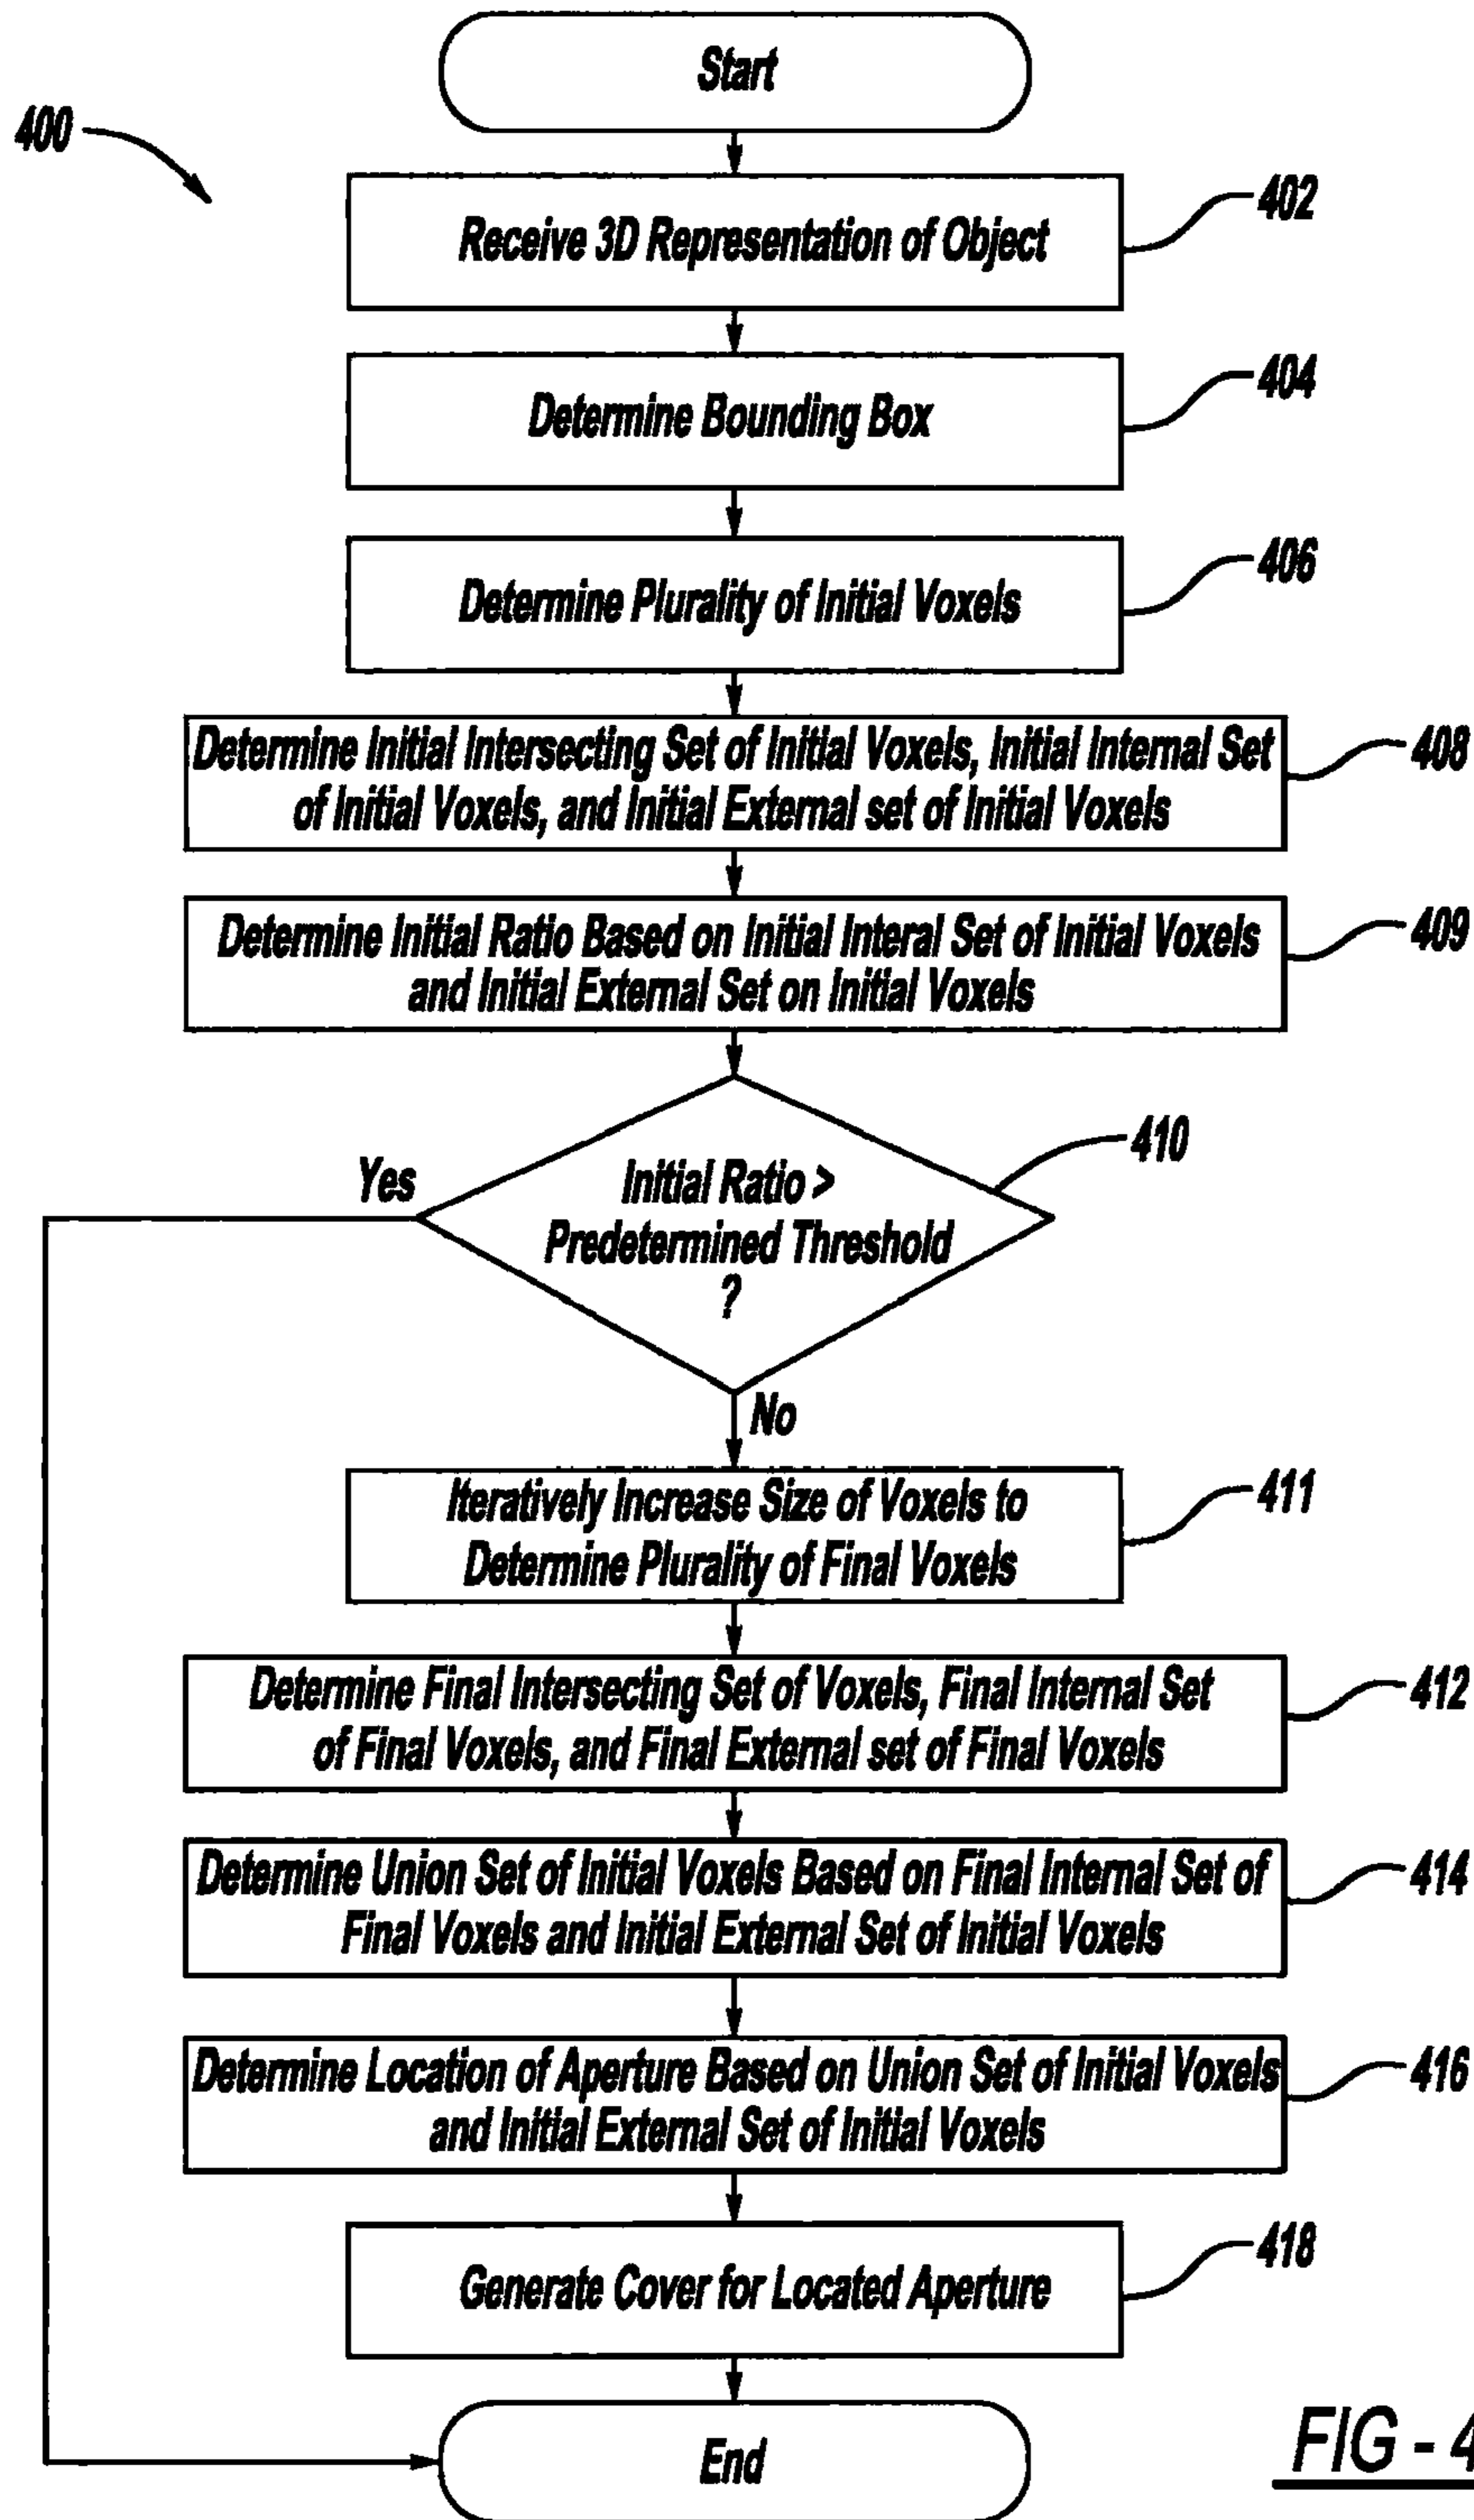 Start
400
Receive 3D Representation of Object
402
Determine Bounding Box
404
Determine Plurality of Initial Voxels
406
Determine Initial Intersecting Set of Initial Voxels, Initial Internal Set
of Initial Voxels, and Initial External set of Initial Voxels
408
Determine Initial Ratio Based on Initial Interal Set of Initial Voxels
and Initial External Set on Initial Voxels
409
Initial Ratio >
Predetermined Threshold
?
410
Yes
No
Iteratively Increase Size of Voxels to
Determine Plurality of Final Voxels
411
Determine Final Intersecting Set of Voxels, Final Internal Set
of Final Voxels, and Final External set of Final Voxels
412
Determine Union Set of Initial Voxels Based on Final Internal Set of
Final Voxels and Initial External Set of Initial Voxels
414
Determine Location of Aperture Based on Union Set of Initial Voxels
and Initial External Set of Initial Voxels
416
Generate Cover for Located Aperture
418
End
FIG - 4